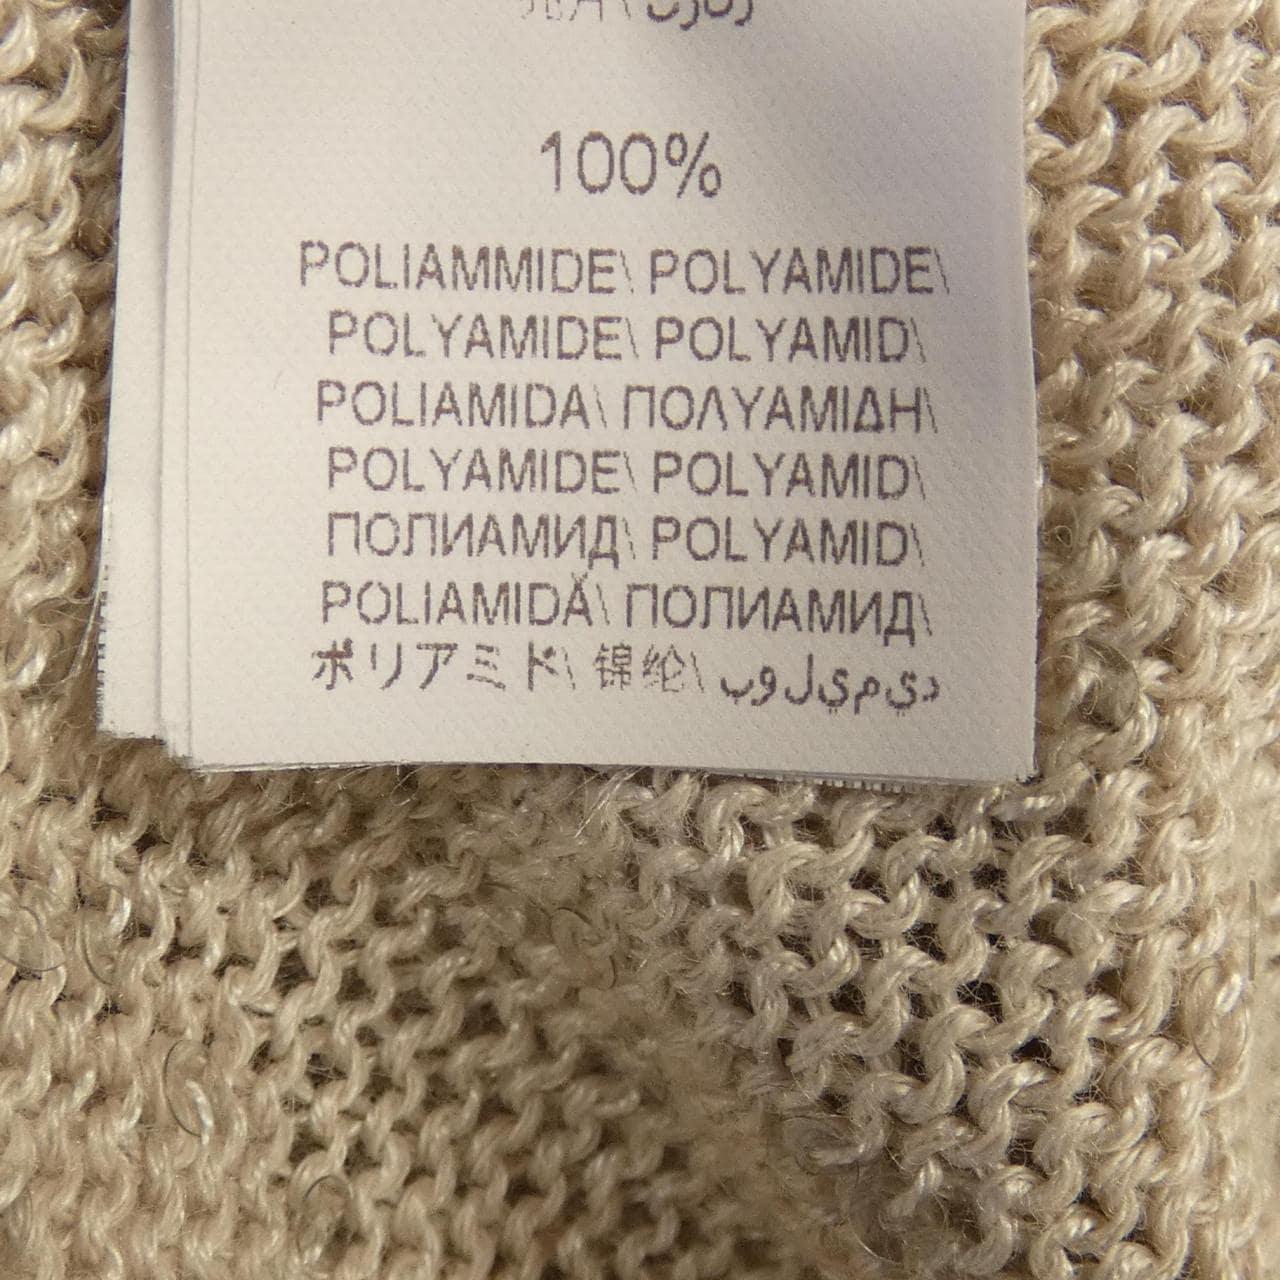 100%
POLIAMMIDE\ POLYAMIDE\
POLYAMIDE\ POLYAMID\
POLIAMIDA\ ΠΟΛΥΑΜΙΔΗ\
POLYAMIDE\ POLYAMID\
ПОЛИАМИД\ POLYAMID\
POLIAMIDĂ\ ПОЛИАМИД\
ポリアミド\ 锦纶\ دي م ي ل و ب